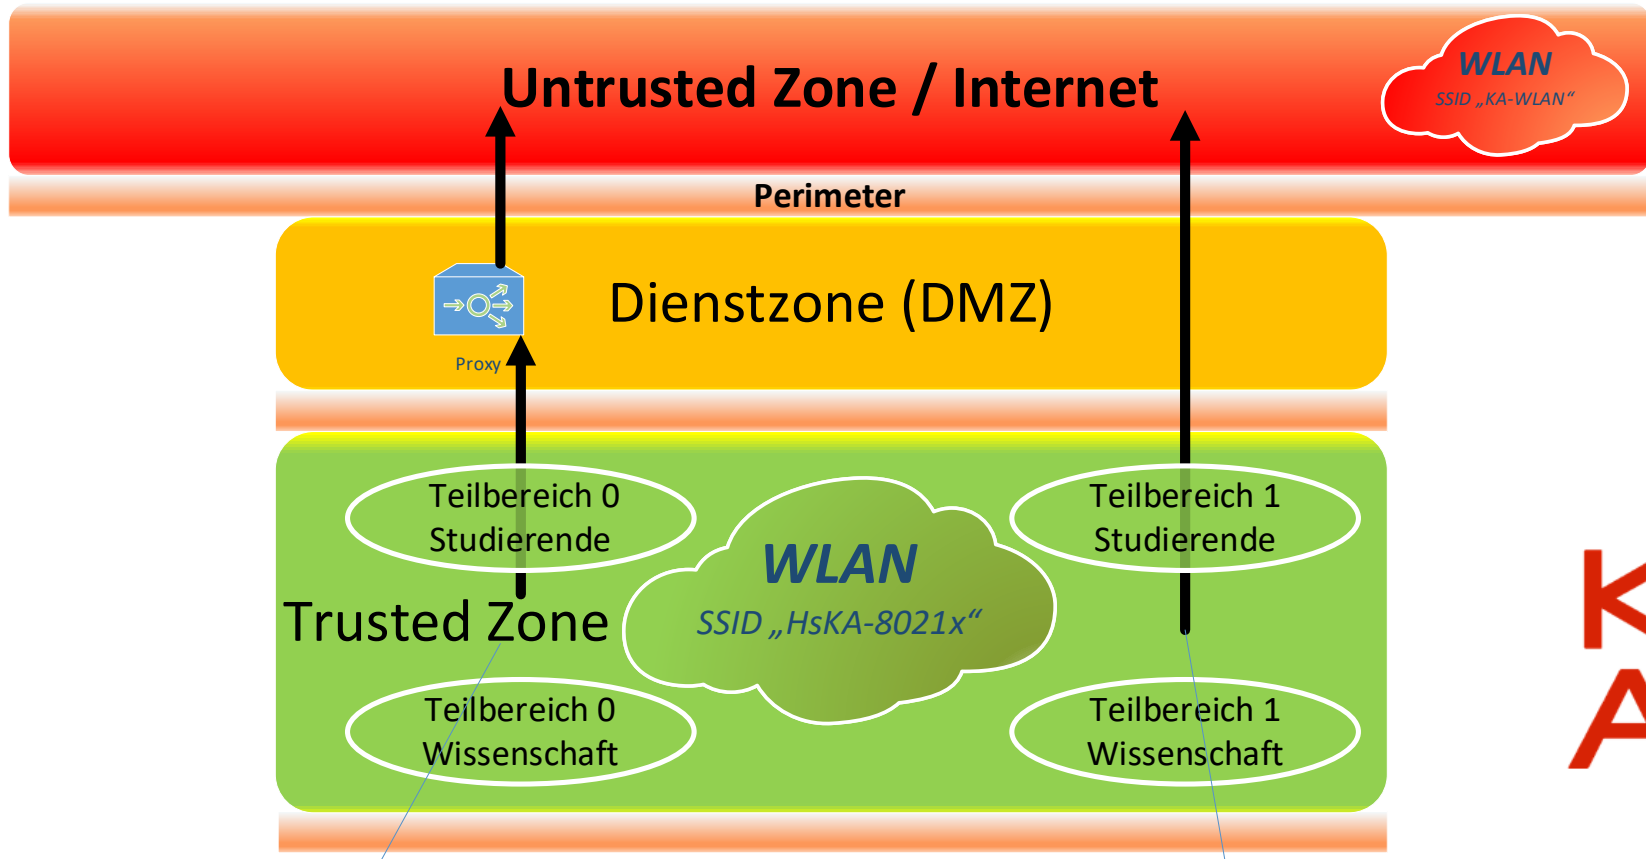 Untrusted Zone / Internet
WLAN
SSID „KA-WLAN“
Perimeter
Dienstzone (DMZ)
Proxy
Teilbereich 0
Studierende
Teilbereich 1
Studierende
WLAN
SSID „HsKA-8021x“
Trusted Zone
Teilbereich 0
Wissenschaft
Teilbereich 1
Wissenschaft
K
A